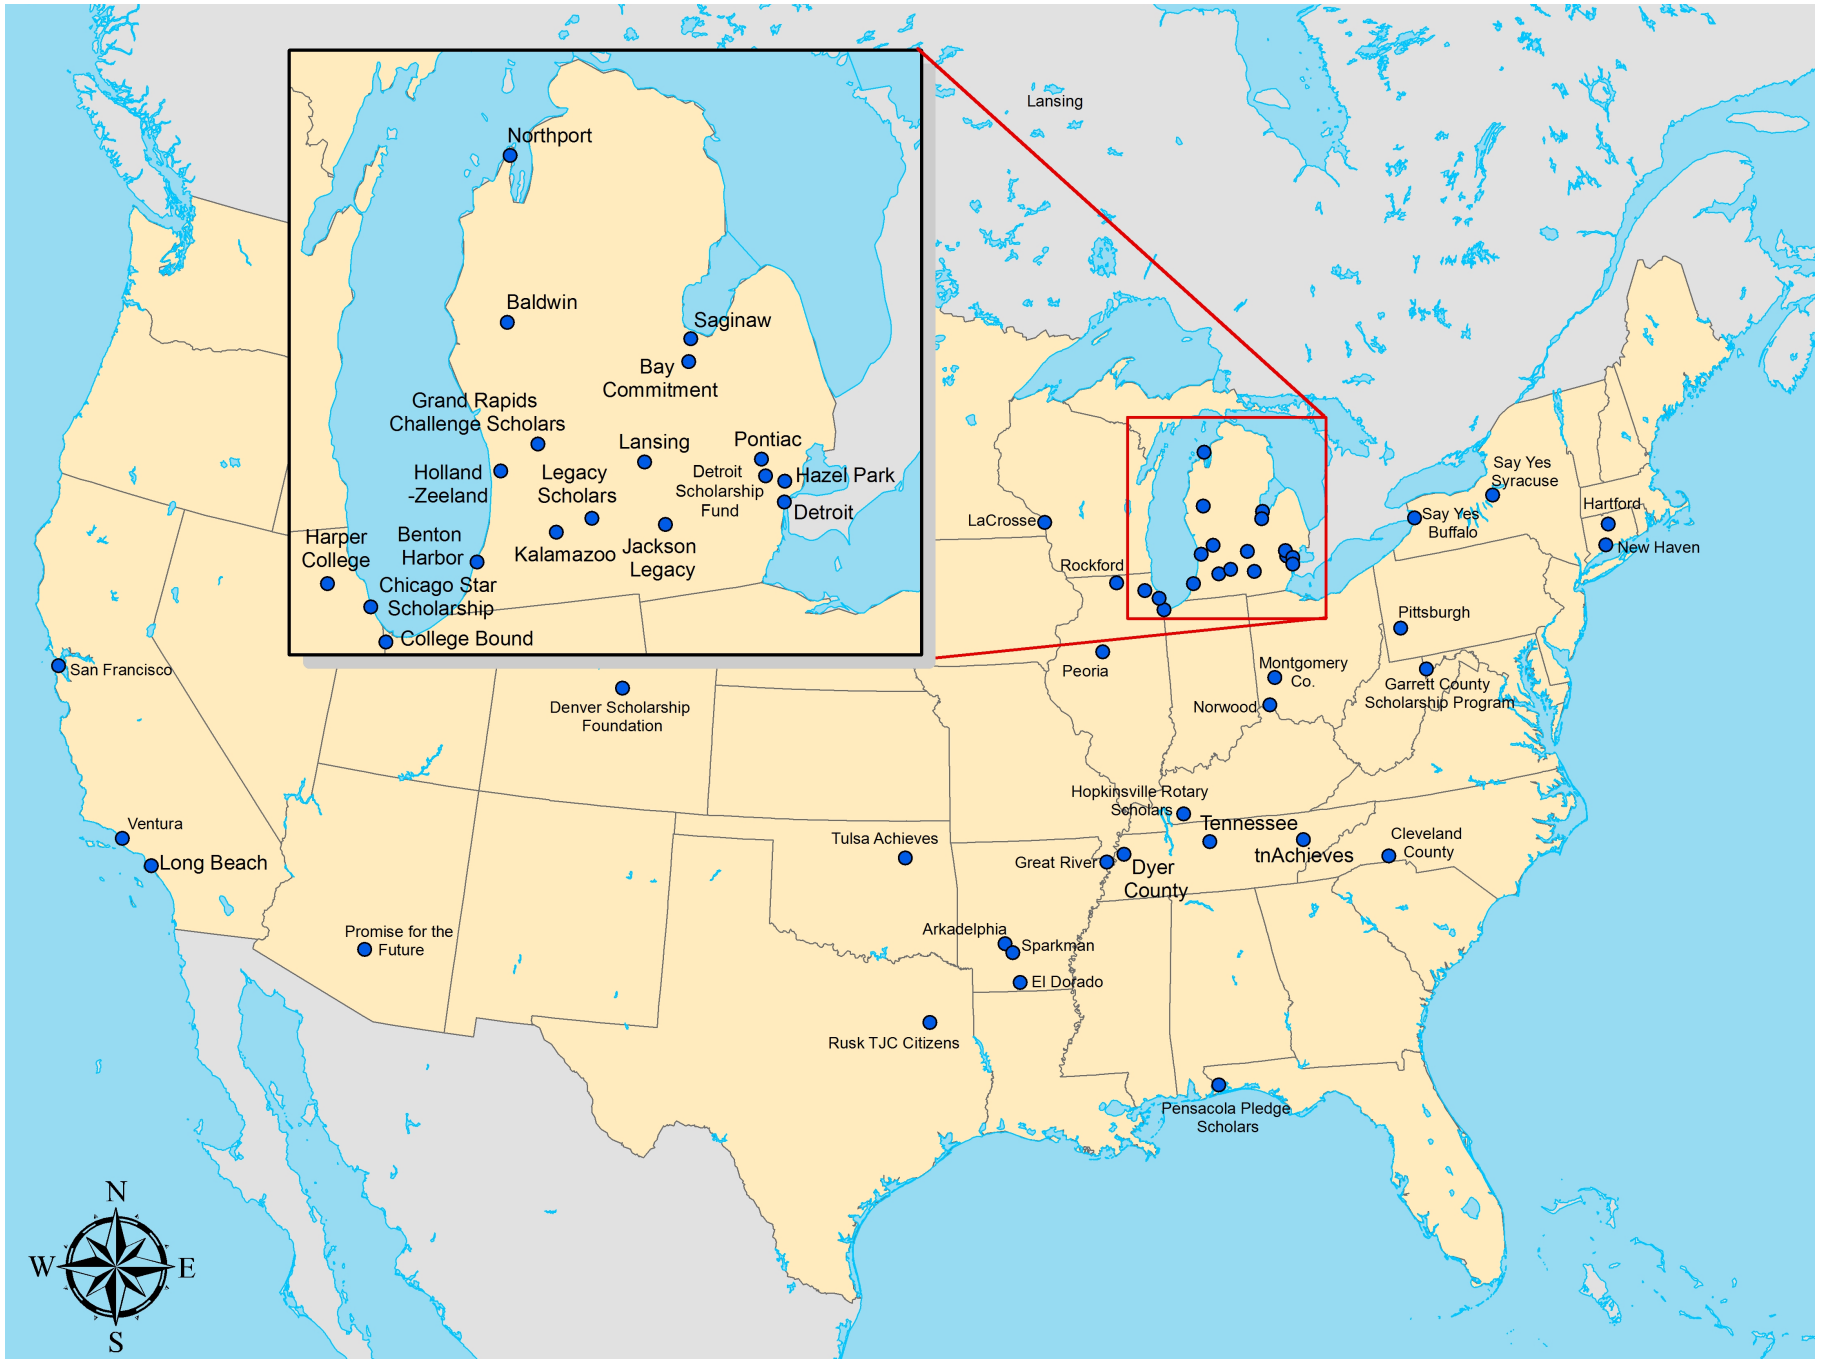 Lansing
Northport
Baldwin
Saginaw
Bay
Commitment
Grand Rapids
Challenge Scholars
Lansing
Pontiac
Holland
-Zeeland
Legacy
Scholars
Detroit
Scholarship
Fund
Hazel Park
Detroit
Harper
College
Benton
Harbor
Kalamazoo
Jackson
Legacy
Chicago Star
Scholarship
College Bound
Say Yes
Syracuse
Hartford
LaCrosse
Say Yes
Buffalo
New Haven
Rockford
Pittsburgh
San Francisco
Peoria
Montgomery
Co.
Garrett County
Scholarship Program
Denver Scholarship
Foundation
Norwood
Hopkinsville Rotary
Scholars
Ventura
Tennessee
Tulsa Achieves
Cleveland
County
Long Beach
Great River
Dyer
County
tnAchieves
Promise for the
Future
Arkadelphia
Sparkman
El Dorado
Rusk TJC Citizens
Pensacola Pledge
Scholars
N
W
E
S